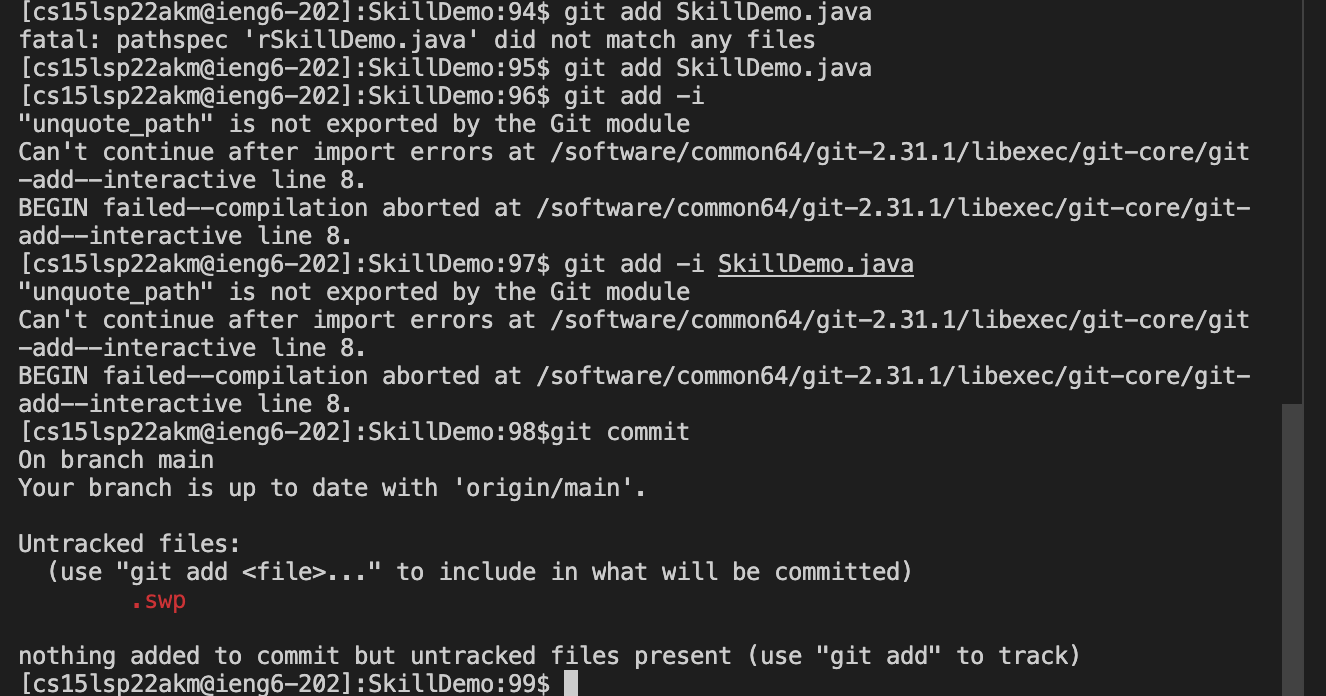 [cs15lsp22akm@ieng6-202]:SkillDemo:94$ git add SkillDemo.java
fatal: pathspec 'rSkillDemo.java' did not match any files
[cs15lsp22akm@ieng6-202]:SkillDemo:95$ git add SkillDemo.java
[cs15lsp22akm@ieng6-202]:SkillDemo:96$ git add -i
"unquote_path" is not exported by the Git module
Can't continue after import errors at /software/common64/git-2.31.1/libexec/git-core/git
-add--interactive line 8.
BEGIN failed--compilation aborted at /software/common64/git-2.31.1/libexec/git-core/git-
add--interactive line 8.
[cs15lsp22akm@ieng6-202]:SkillDemo:97$ git add -i SkillDemo.java
"unquote_path" is not exported by the Git module
Can't continue after import errors at /software/common64/git-2.31.1/libexec/git-core/git
-add--interactive line 8.
BEGIN failed--compilation aborted at /software/common64/git-2.31.1/libexec/git-core/git-
add--interactive line 8.
[cs15lsp22akm@ieng6-202]:SkillDemo:98$git commit
On branch main
Your branch is up to date with 'origin/main'.
Untracked files:
(use "git add <file>..." to include in what will be committed)
.swp
nothing added to commit but untracked files present (use "git add" to track)
[cs15lsp22akm@ieng6-202]:SkillDemo:99$